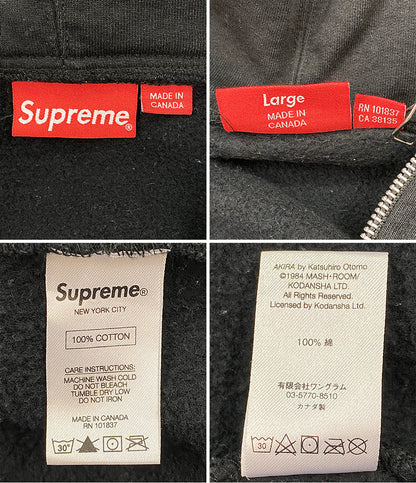 Supreme®
MADE IN
CANADA
Large
MADE IN
CANADA
RN 101837
CA 38135
Supreme®
NEW YORK CITY
100% COTTON
CARE INSTRUCTIONS:
MACHINE WASH COLD
DO NOT BLEACH
TUMBLE DRY LOW
DO NOT IRON
MADE IN CANADA
RN 101837
30°
AKIRA by Katsuhiro Otomo
©1984 MASH・ROOM/
KODANSHA LTD.
All Rights Reserved.
Licensed by Kodansha LTD.
100% 綿
有限会社ワングラム
03-5770-8510
カナダ製
30